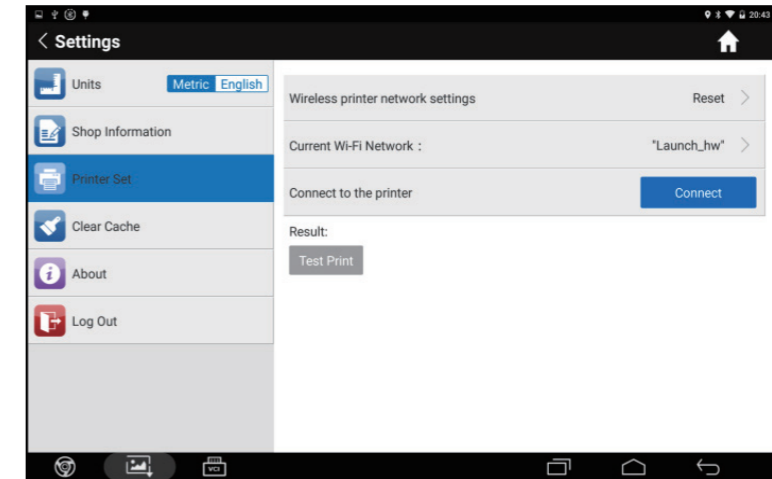 20:43
Settings
Units Metric English
Shop Information
Printer Set
Clear Cache
About
Log Out
Wireless printer network settings Reset
Current Wi-Fi Network : "Launch_hw"
Connect to the printer Connect
Result:
Test Print
VCI